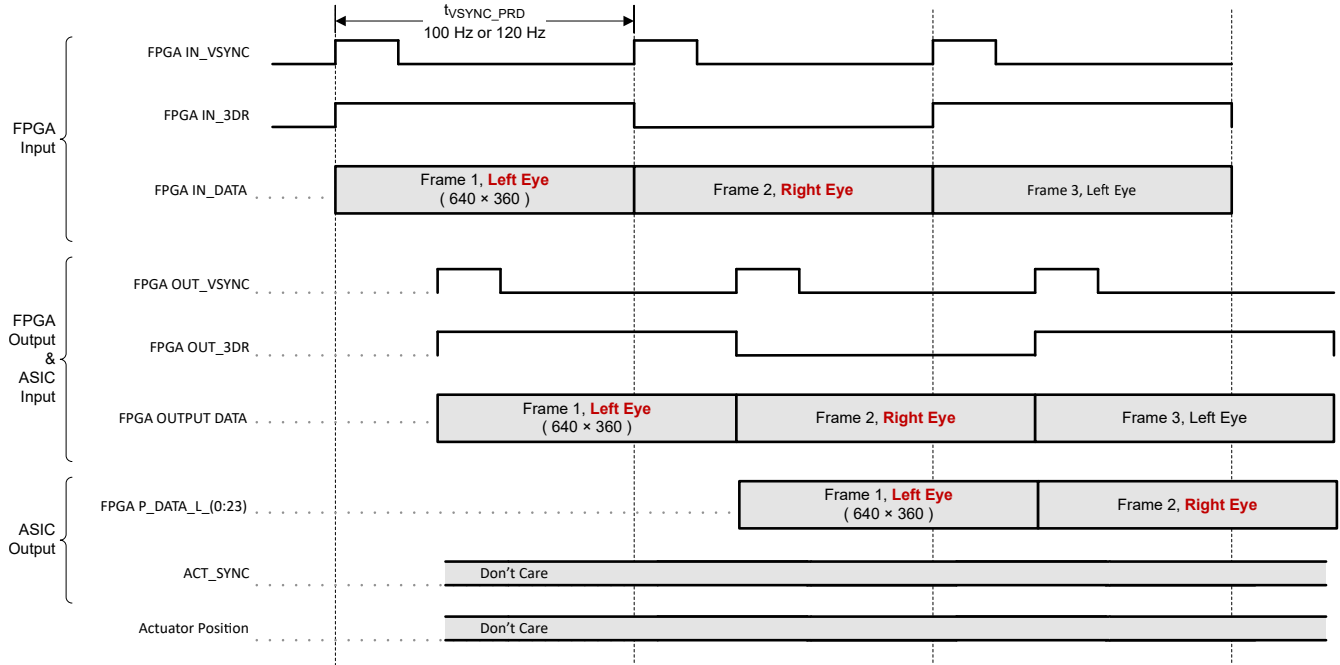 tVSYNC_PRD
100 Hz or 120 Hz
FPGA IN_VSYNC
FPGA IN_3DR
FPGA
Input
FPGA IN_DATA
Frame 1, Left Eye
( 640 × 360 )
Frame 2, Right Eye
Frame 3, Left Eye
FPGA OUT_VSYNC
FPGA
Output
&
ASIC
Input
FPGA OUT_3DR
FPGA OUTPUT DATA
Frame 1, Left Eye
( 640 × 360 )
Frame 2, Right Eye
Frame 3, Left Eye
ASIC
Output
FPGA P_DATA_L_(0:23)
Frame 1, Left Eye
( 640 × 360 )
Frame 2, Right Eye
ACT_SYNC
Don't Care
Actuator Position
Don't Care